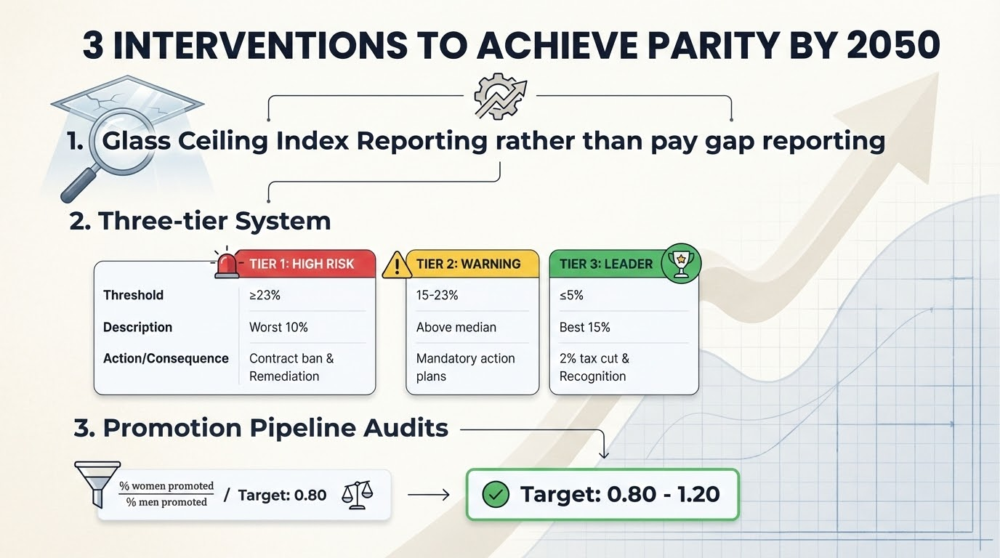 3 INTERVENTIONS TO ACHIEVE PARITY BY 2050
1. Glass Ceiling Index Reporting rather than pay gap reporting
2. Three-tier System
TIER 1: HIGH RISK
TIER 2: WARNING
TIER 3: LEADER
Threshold
≥23%
15-23%
≤5%
Description
Worst 10%
Above median
Best 15%
Action/Consequence
Contract ban &
Remediation
Mandatory action
plans
2% tax cut &
Recognition
3. Promotion Pipeline Audits
% women promoted
% men promoted
/ Target: 0.80
Target: 0.80 - 1.20